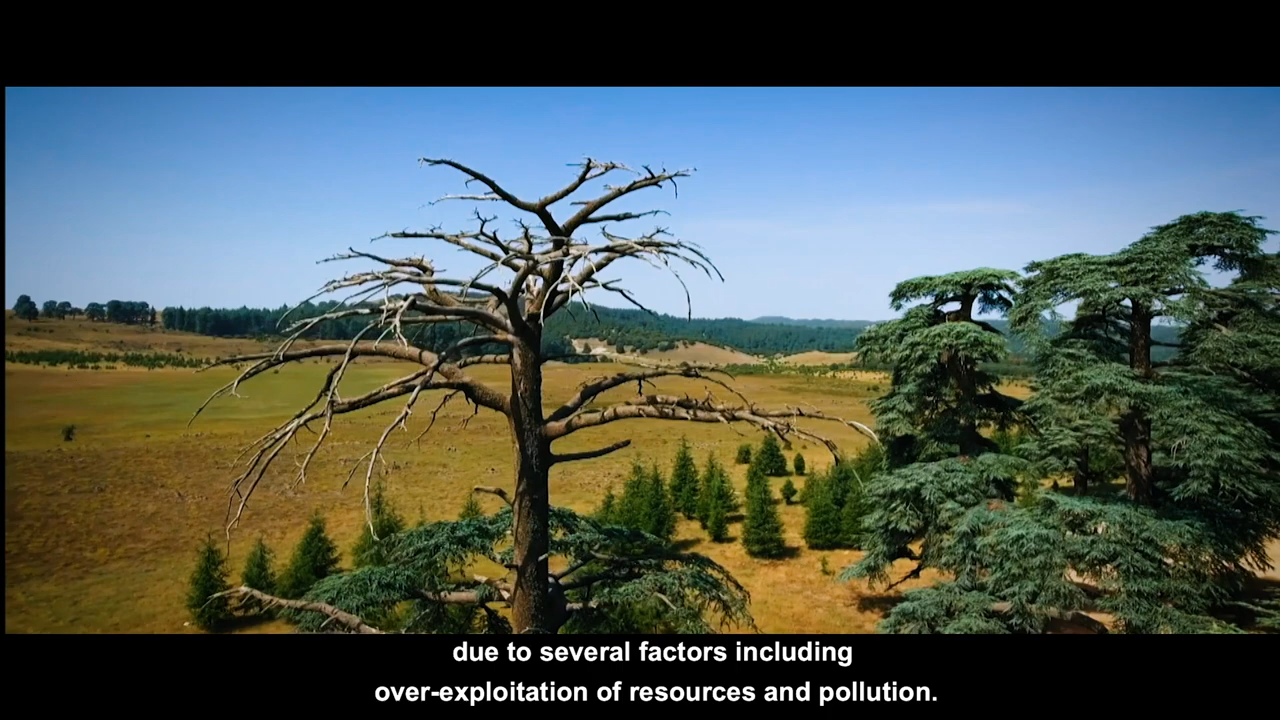 due to several factors including
over-exploitation of resources and pollution.